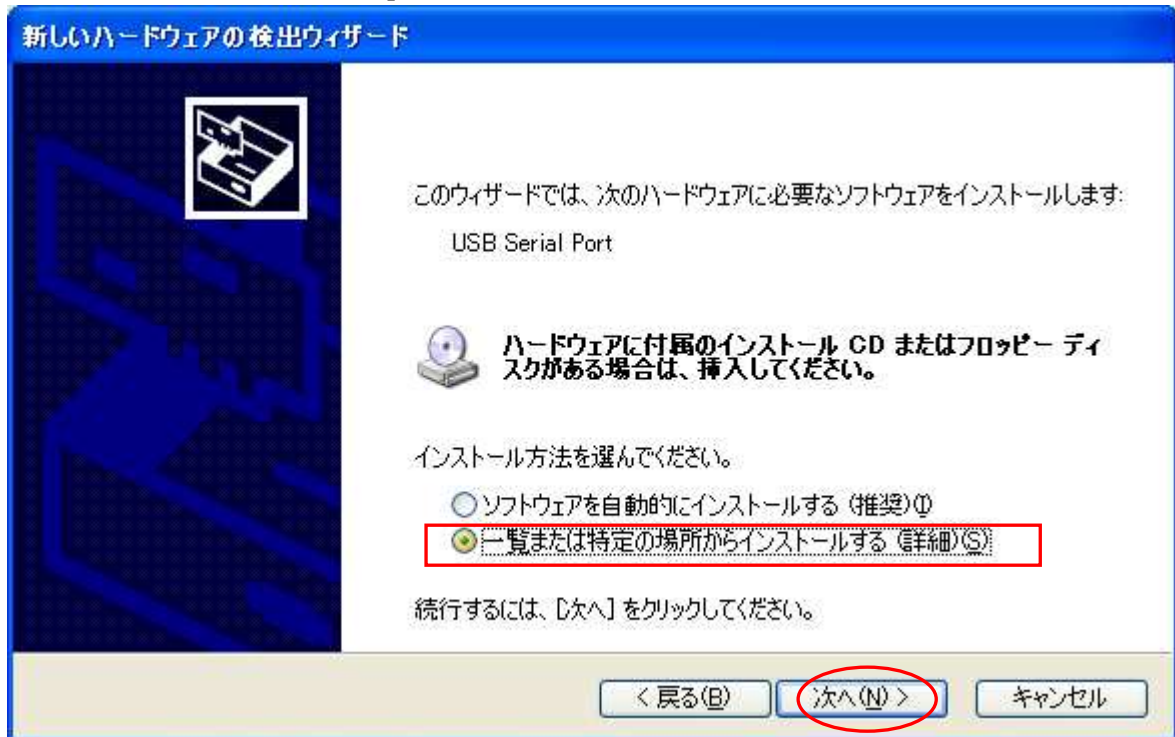 新しいハードウェアの検出ウィザード
このウィザードでは、次のハードウェアに必要なソフトウェアをインストールします:
USB Serial Port
ハードウェアに付属のインストール CD またはフロッピー ディ
スクがある場合は、挿入してください。
インストール方法を選んでください。
ソフトウェアを自動的にインストールする (推奨)(I)
一覧または特定の場所からインストールする (詳細)(S)
続行するには、[次へ] をクリックしてください。
< 戻る(B) 次へ(N) > キャンセル